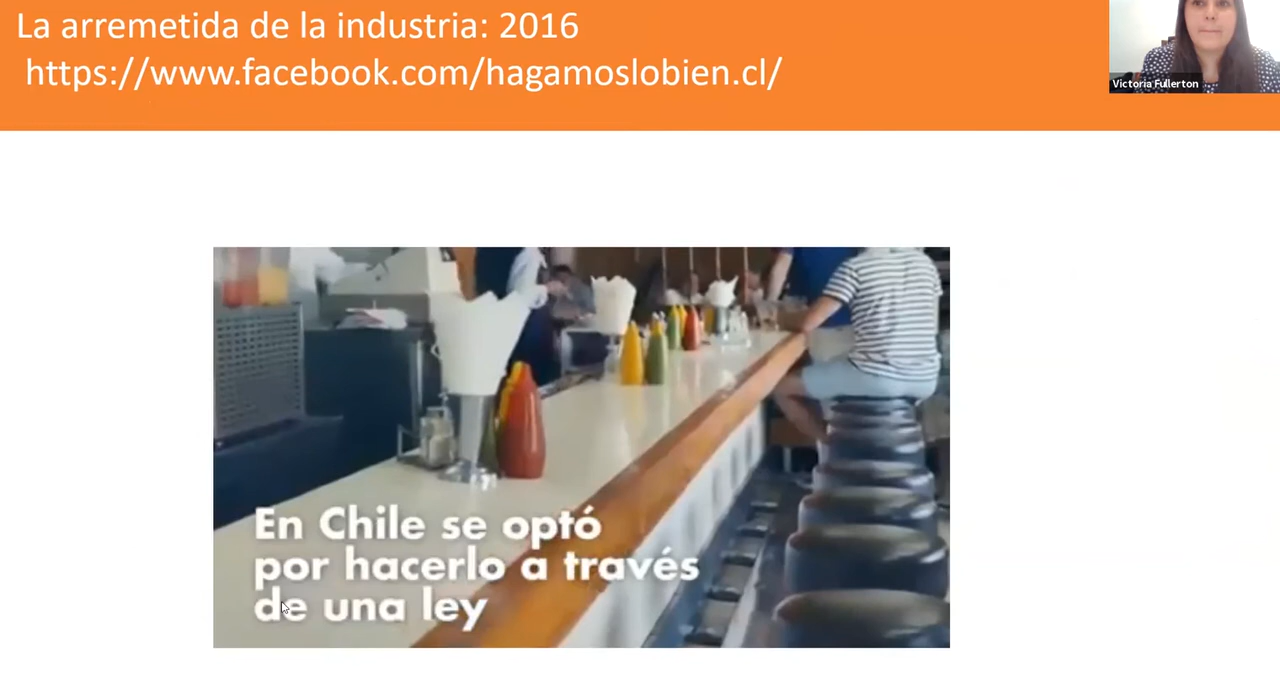 La arremetida de la industria: 2016
https://www.facebook.com/hagamoslobien.cl/
Victoria Fullerton
En Chile se optó
por hacerlo a través
de una ley